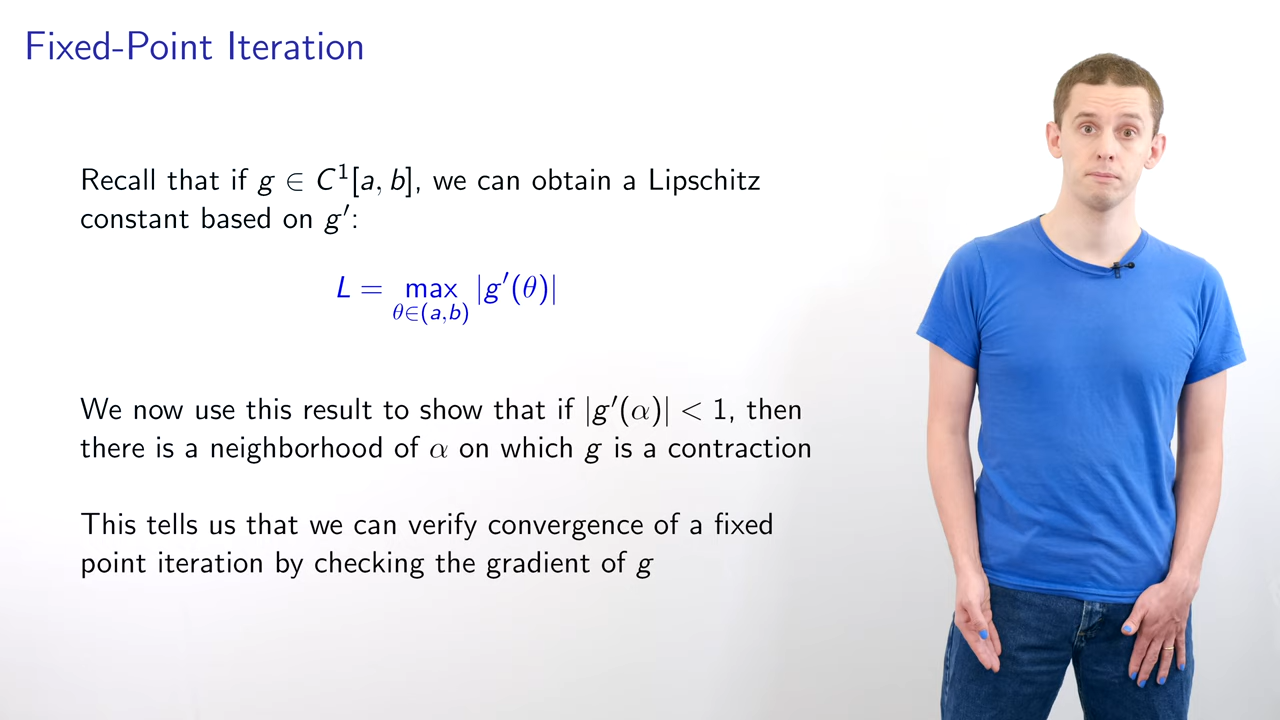 Fixed-Point Iteration
Recall that if g ∈ C¹[a, b], we can obtain a Lipschitz
constant based on g′:
L = max |g′(θ)|
θ∈(a,b)
We now use this result to show that if |g′(α)| < 1, then
there is a neighborhood of α on which g is a contraction
This tells us that we can verify convergence of a fixed
point iteration by checking the gradient of g